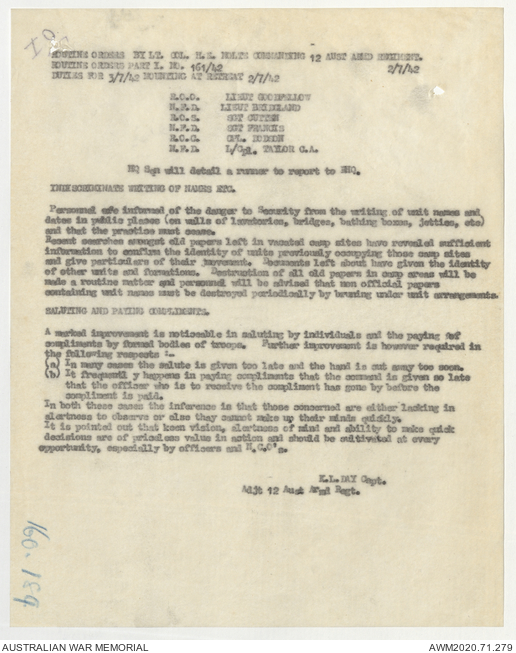 ROUTINE ORDERS BY LT. COL. H.E. NOLTE COMMANDING 12 AUST ARMD REGIMENT.
ROUTINE ORDERS PART I. NO. 161/42 2/7/42
DUTIES FOR 3/7/42 MOUNTING AT RETREAT 2/7/42
R.O.O. LIEUT GOODFELLOW
N.F.D. LIEUT BRIDGLAND
R.O.S. SGT CUTTEN
N.F.D. SGT FRANCIS
R.O.C. CPL. DOBSON
N.F.D. L/Cpl. TAYLOR C.A.
HQ Sqn will detail a runner to report to RHQ.
INDISCRIMINATE WRITING OF NAMES ETC.
Personnel are informed of the danger to Security from the writing of unit names and
dates in public places (on walls of lavatories, bridges, bathing boxes, jetties, etc)
and that the practice must cease.
Recent searches amongst old papers left in vacated camp sites have revealed sufficient
information to confirm the identity of units previously occupying those camp sites
and give particulars of their movement. Documents left about have given the identity
of other units and formations. Destruction of all old papers in camp areas will be
made a routine matter and personnel will be advised that non official papers
containing unit names must be destroyed periodically by burning under unit arrangements.
SALUTING AND PAYING COMPLIMENTS.
A marked improvement is noticeable in saluting by individuals and the paying of
compliments by formed bodies of troops. Further improvement is however required in
the following respects :-
(a) In many cases the salute is given too late and the hand is cut away too soon.
(b) It frequentl y happens in paying compliments that the command is given so late
that the officer who is to receive the compliment has gone by before the
compliment is paid.
In both these cases the inference is that those concerned are either lacking in
alertness to observe or else they cannot make up their minds quickly.
It is pointed out that keen vision, alertness of mind and ability to make quick
decisions are of priceless value in action and should be cultivated at every
opportunity, especially by officers and N.C.O's.
K.L.DAY Capt.
Adjt 12 Aust Armd Regt.
160-189
AUSTRALIAN WAR MEMORIAL AWM2020.71.279